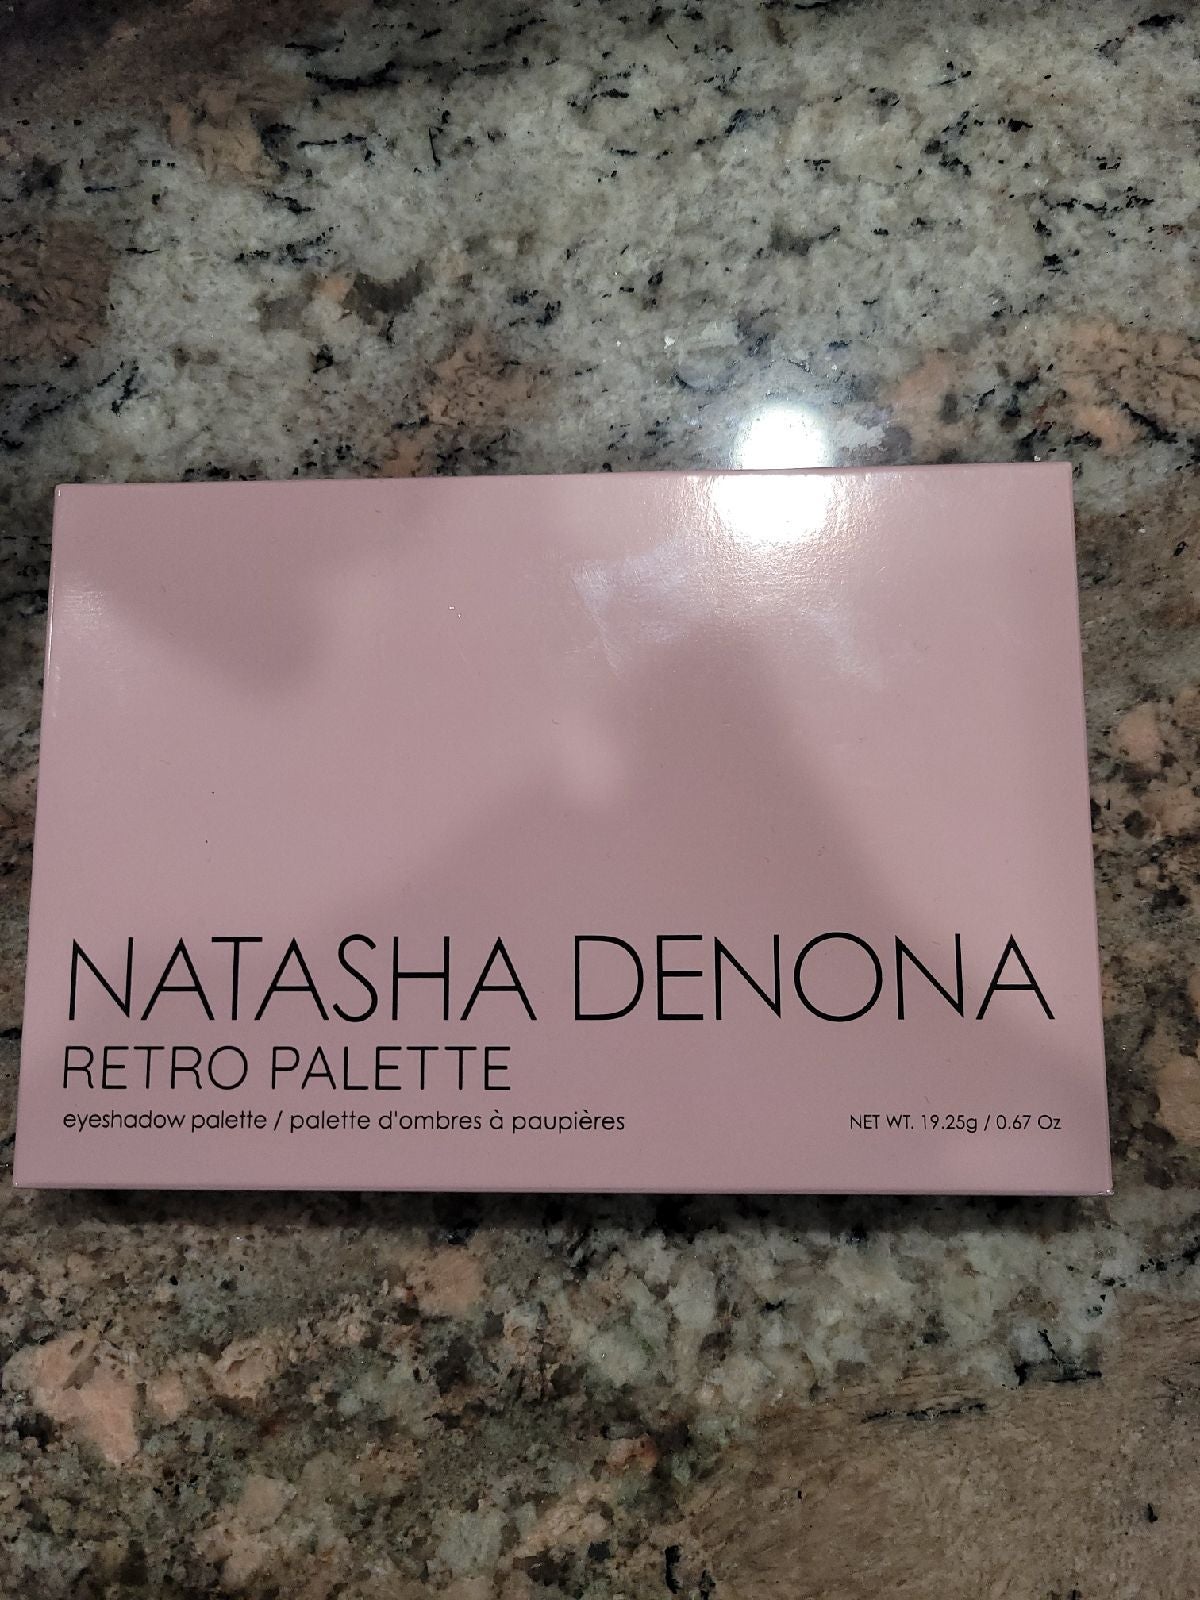 NATASHA DENONA
RETRO PALETTE
eyeshadow palette / palette d'ombres à paupières
NET WT. 19.25g / 0.67 Oz